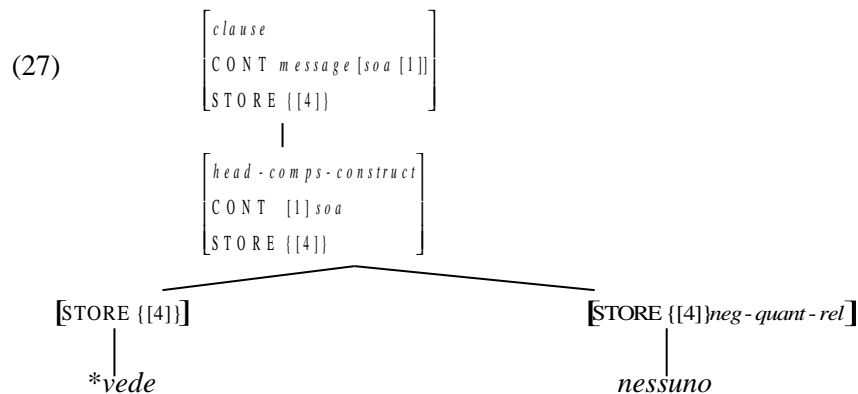 (27)
[clause
CONT message [soa [1]]
STORE {[4]}]
[head-comps-construct
CONT [1] soa
STORE {[4]}]
[STORE {[4]}] [STORE {[4]}neg-quant-rel]
*vede nessuno